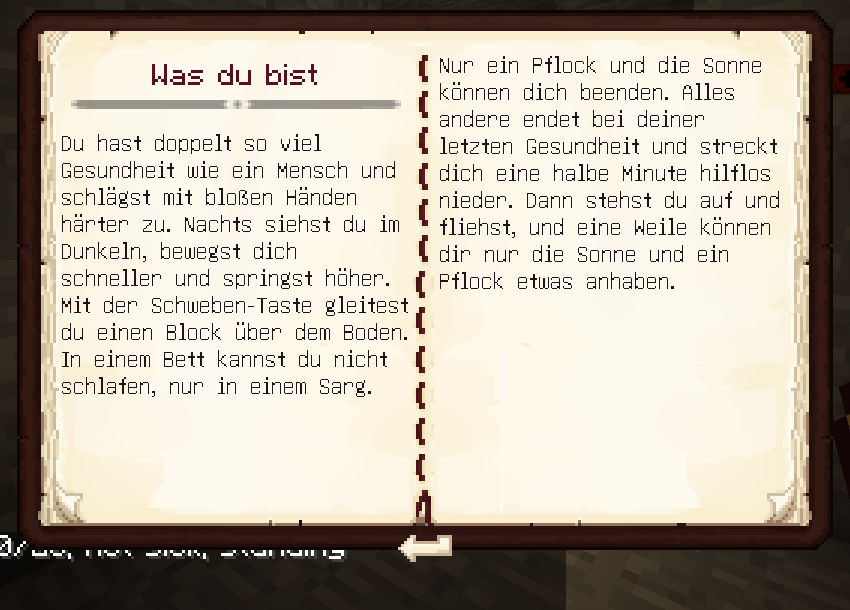 Was du bist
Du hast doppelt so viel
Gesundheit wie ein Mensch und
schlägst mit bloßen Händen
härter zu. Nachts siehst du im
Dunkeln, bewegst dich
schneller und springst höher.
Mit der Schweben-Taste gleitest
du einen Block über dem Boden.
In einem Bett kannst du nicht
schlafen, nur in einem Sarg.
Nur ein Pflock und die Sonne
können dich beenden. Alles
andere endet bei deiner
letzten Gesundheit und streckt
dich eine halbe Minute hilflos
nieder. Dann stehst du auf und
fliehst, und eine Weile können
dir nur die Sonne und ein
Pflock etwas anhaben.
not sick, standing